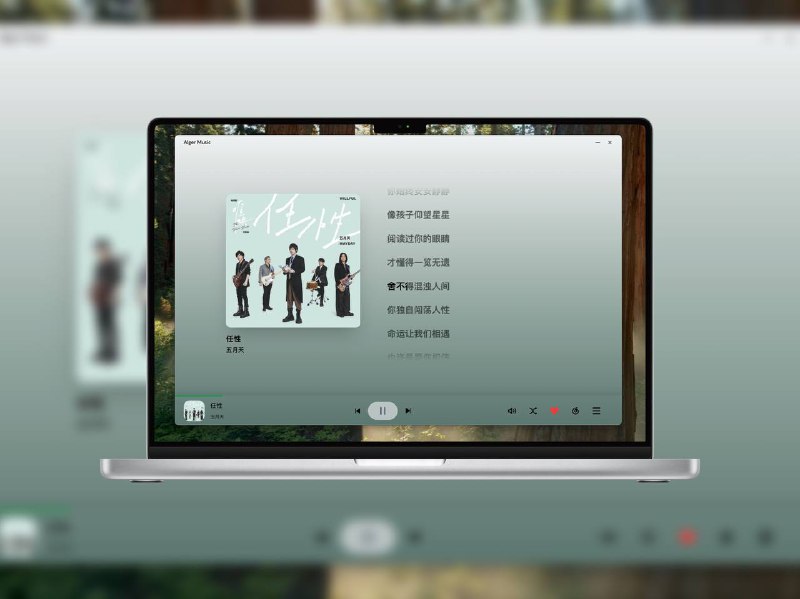 Alger Music
WILLFUL
任性
五月天
MAYDAY
像孩子仰望星星
阅读过你的眼睛
才懂得一览无遗
舍不得混浊人间
你独自闯荡人性
命运让我们相遇
任性
五月天
任性
五月天